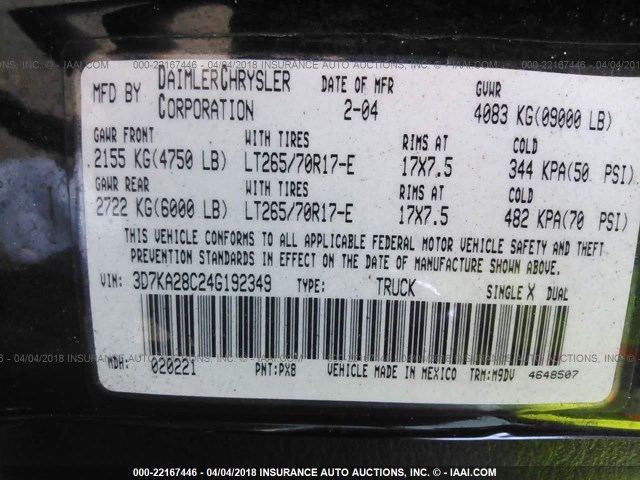 000-22167446 - 04/04/2018 INSURANCE AUTO AUCTIONS, INC. © - IAAI.COM
MFD BY DAIMLERCHRYSLER CORPORATION DATE OF MFR 2-04 GVWR 4083 KG(09000 LB)
GAWR FRONT WITH TIRES RIMS AT COLD
2155 KG(4750 LB) LT265/70R17-E 17X7.5 344 KPA(50 PSI)
GAWR REAR WITH TIRES RIMS AT COLD
2722 KG(6000 LB) LT265/70R17-E 17X7.5 482 KPA(70 PSI)
THIS VEHICLE CONFORMS TO ALL APPLICABLE FEDERAL MOTOR VEHICLE SAFETY AND THEFT
PREVENTION STANDARDS IN EFFECT ON THE DATE OF MANUFACTURE SHOWN ABOVE.
VIN: 3D7KA28C24G192349 TYPE: TRUCK SINGLE X DUAL
MDH: 020221 PNT:PX8 VEHICLE MADE IN MEXICO TRM:M9DV 4648507
000-22167446 - 04/04/2018 INSURANCE AUTO AUCTIONS, INC. © - IAAI.COM